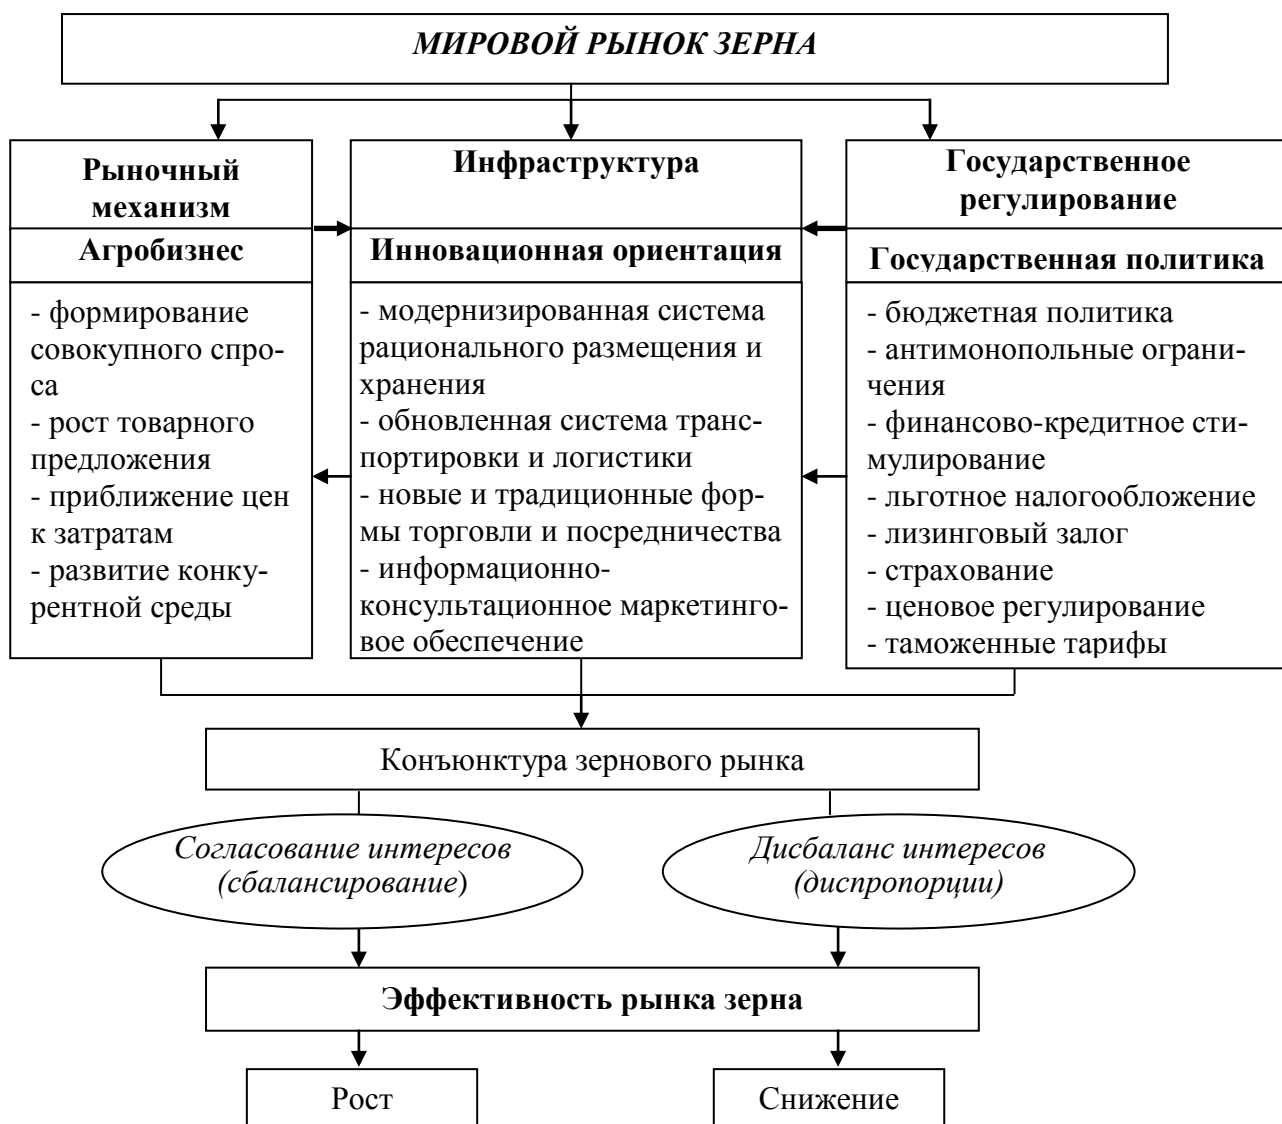 МИРОВОЙ РЫНОК ЗЕРНА
Рыночный
механизм
Агробизнес
- формирование
совокупного спро-
са
- рост товарного
предложения
- приближение цен
к затратам
- развитие конку-
рентной среды
Инфраструктура
Инновационная ориентация
- модернизированная система
рационального размещения и
хранения
- обновленная система транс-
портировки и логистики
- новые и традиционные фор-
мы торговли и посредничества
- информационно-
консультационное маркетинго-
вое обеспечение
Государственное
регулирование
Государственная политика
- бюджетная политика
- антимонопольные ограни-
чения
- финансово-кредитное сти-
мулирование
- льготное налогообложение
- лизинговый залог
- страхование
- ценовое регулирование
- таможенные тарифы
Конъюнктура зернового рынка
Согласование интересов
(сбалансирование)
Дисбаланс интересов
(диспропорции)
Эффективность рынка зерна
Рост
Снижение